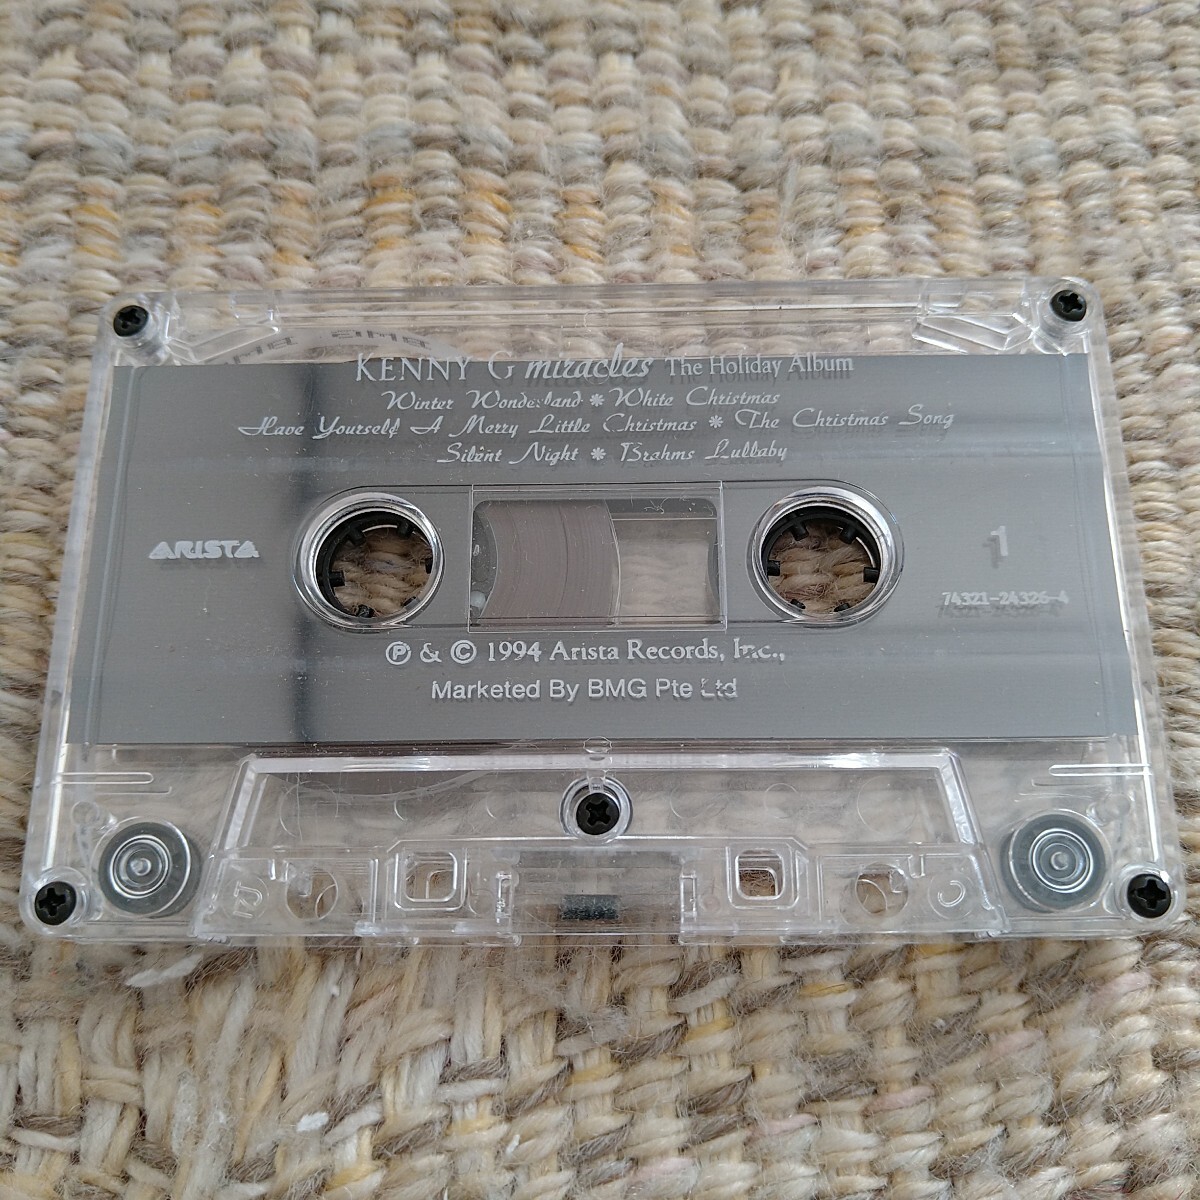 KENNY G miracles The Holiday Album
Winter Wonderland * White Christmas
Have Yourself A Merry Little Christmas * The Christmas Song
Silent Night * Brahms Lullaby
ARISTA
1
74321-24326-4
℗ & © 1994 Arista Records, Inc.,
Marketed By BMG Pte Ltd